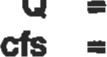 Q =
cfs =